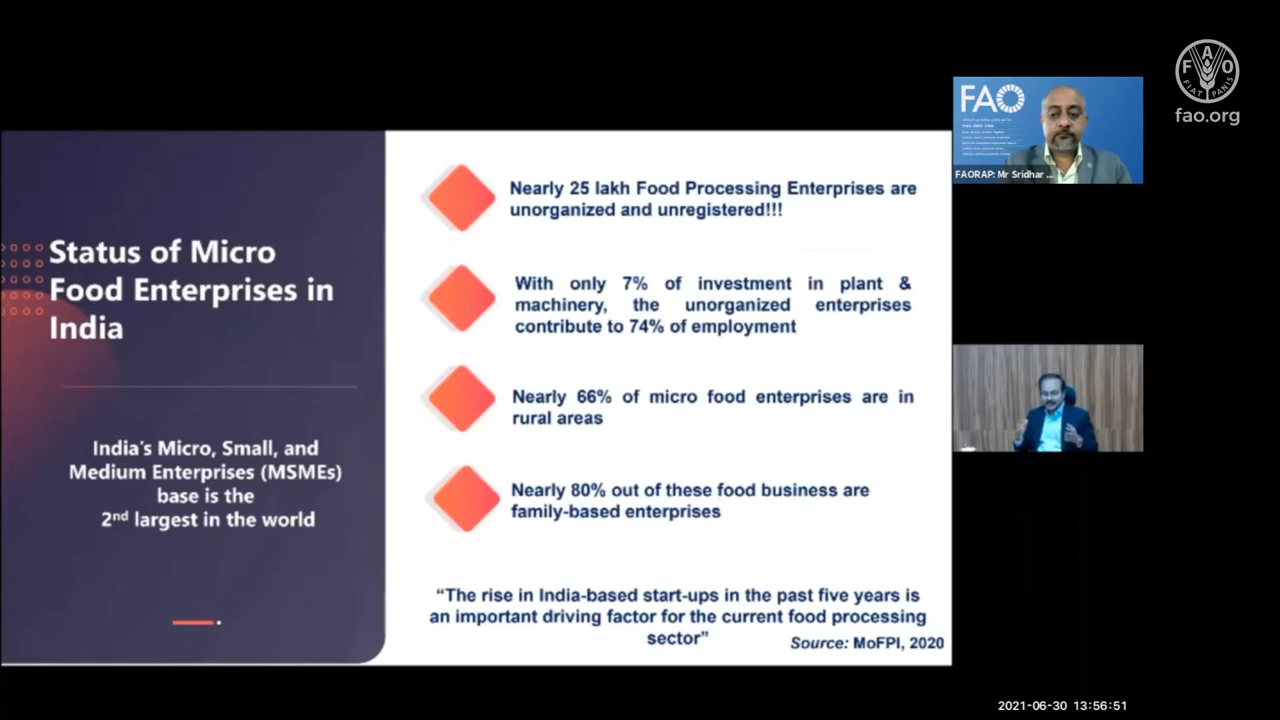 Status of Micro
Food Enterprises in
India
India's Micro, Small, and
Medium Enterprises (MSMEs)
base is the
2nd largest in the world
Nearly 25 lakh Food Processing Enterprises are
unorganized and unregistered!!!
With only 7% of investment in plant &
machinery, the unorganized enterprises
contribute to 74% of employment
Nearly 66% of micro food enterprises are in
rural areas
Nearly 80% out of these food business are
family-based enterprises
“The rise in India-based start-ups in the past five years is
an important driving factor for the current food processing
sector”
Source: MoFPI, 2020
FAO
FAORAP: Mr Sridhar ...
FAO
FIAT PANIS
fao.org
2021-06-30 13:56:51